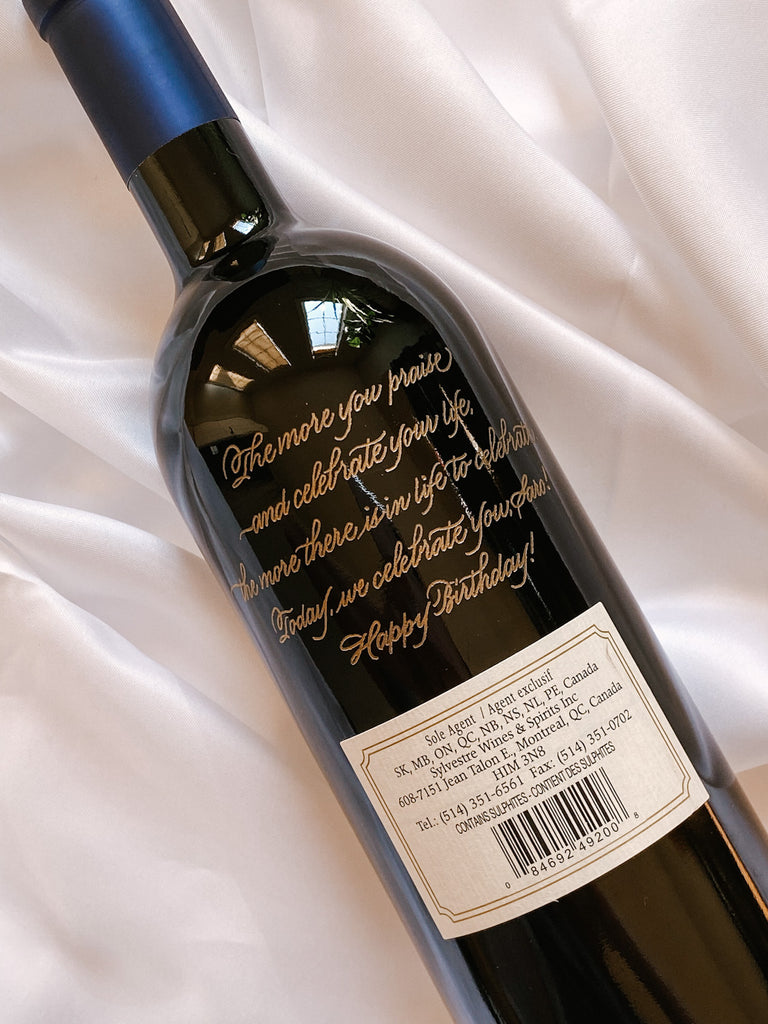 The more you praise
and celebrate your life,
the more there is in life to celebrate
Today, we celebrate you, Saro!
Happy Birthday!
Sole Agent / Agent exclusif
SK, MB, ON, QC, NB, NS, NL, PE, Canada
Sylvestre Wines & Spirits Inc
608-7151 Jean Talon E., Montreal, QC, Canada
H1M 3N8
Tel.: (514) 351-6561 Fax: (514) 351-0702
CONTAINS SULPHITES - CONTIENT DES SULPHITES
0 84692 49200 8